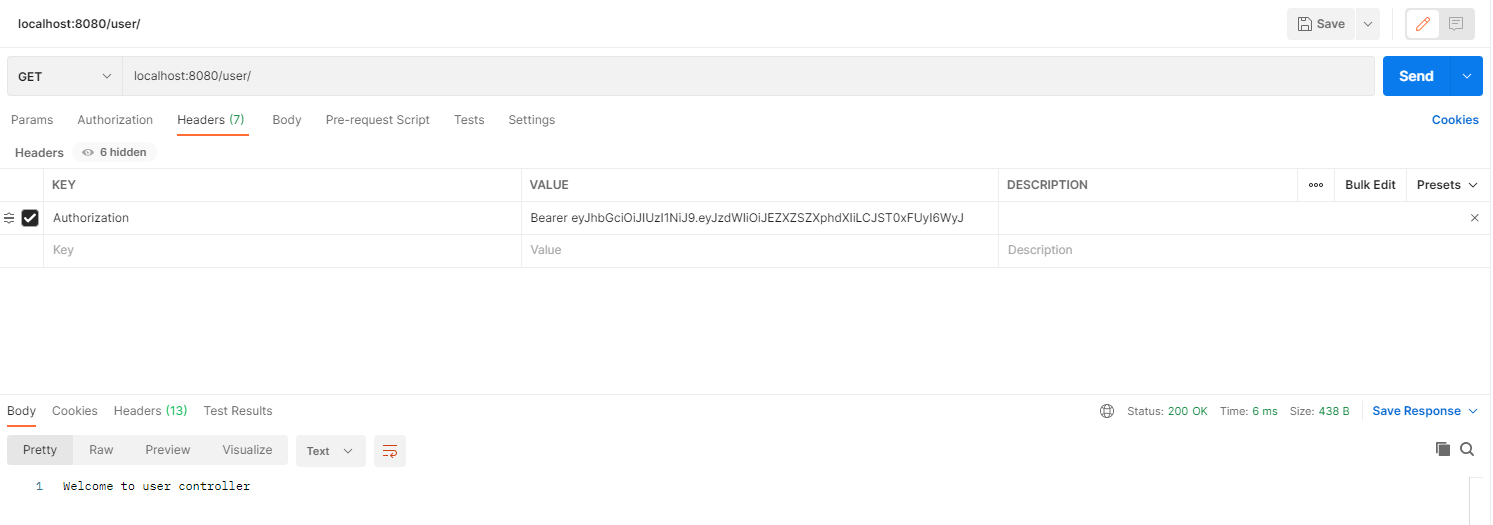 localhost:8080/user/
Save
GET localhost:8080/user/ Send
Params Authorization Headers (7) Body Pre-request Script Tests Settings Cookies
Headers 6 hidden
KEY VALUE DESCRIPTION Bulk Edit Presets
Authorization Bearer eyJhbGciOiJIUzI1NiJ9.eyJzdWIiOiJEZXZSZXphdXIiLCJST0xFUyI6WyJ
Key Value Description
Body Cookies Headers (13) Test Results Status: 200 OK Time: 6 ms Size: 438 B Save Response
Pretty Raw Preview Visualize Text
1 Welcome to user controller